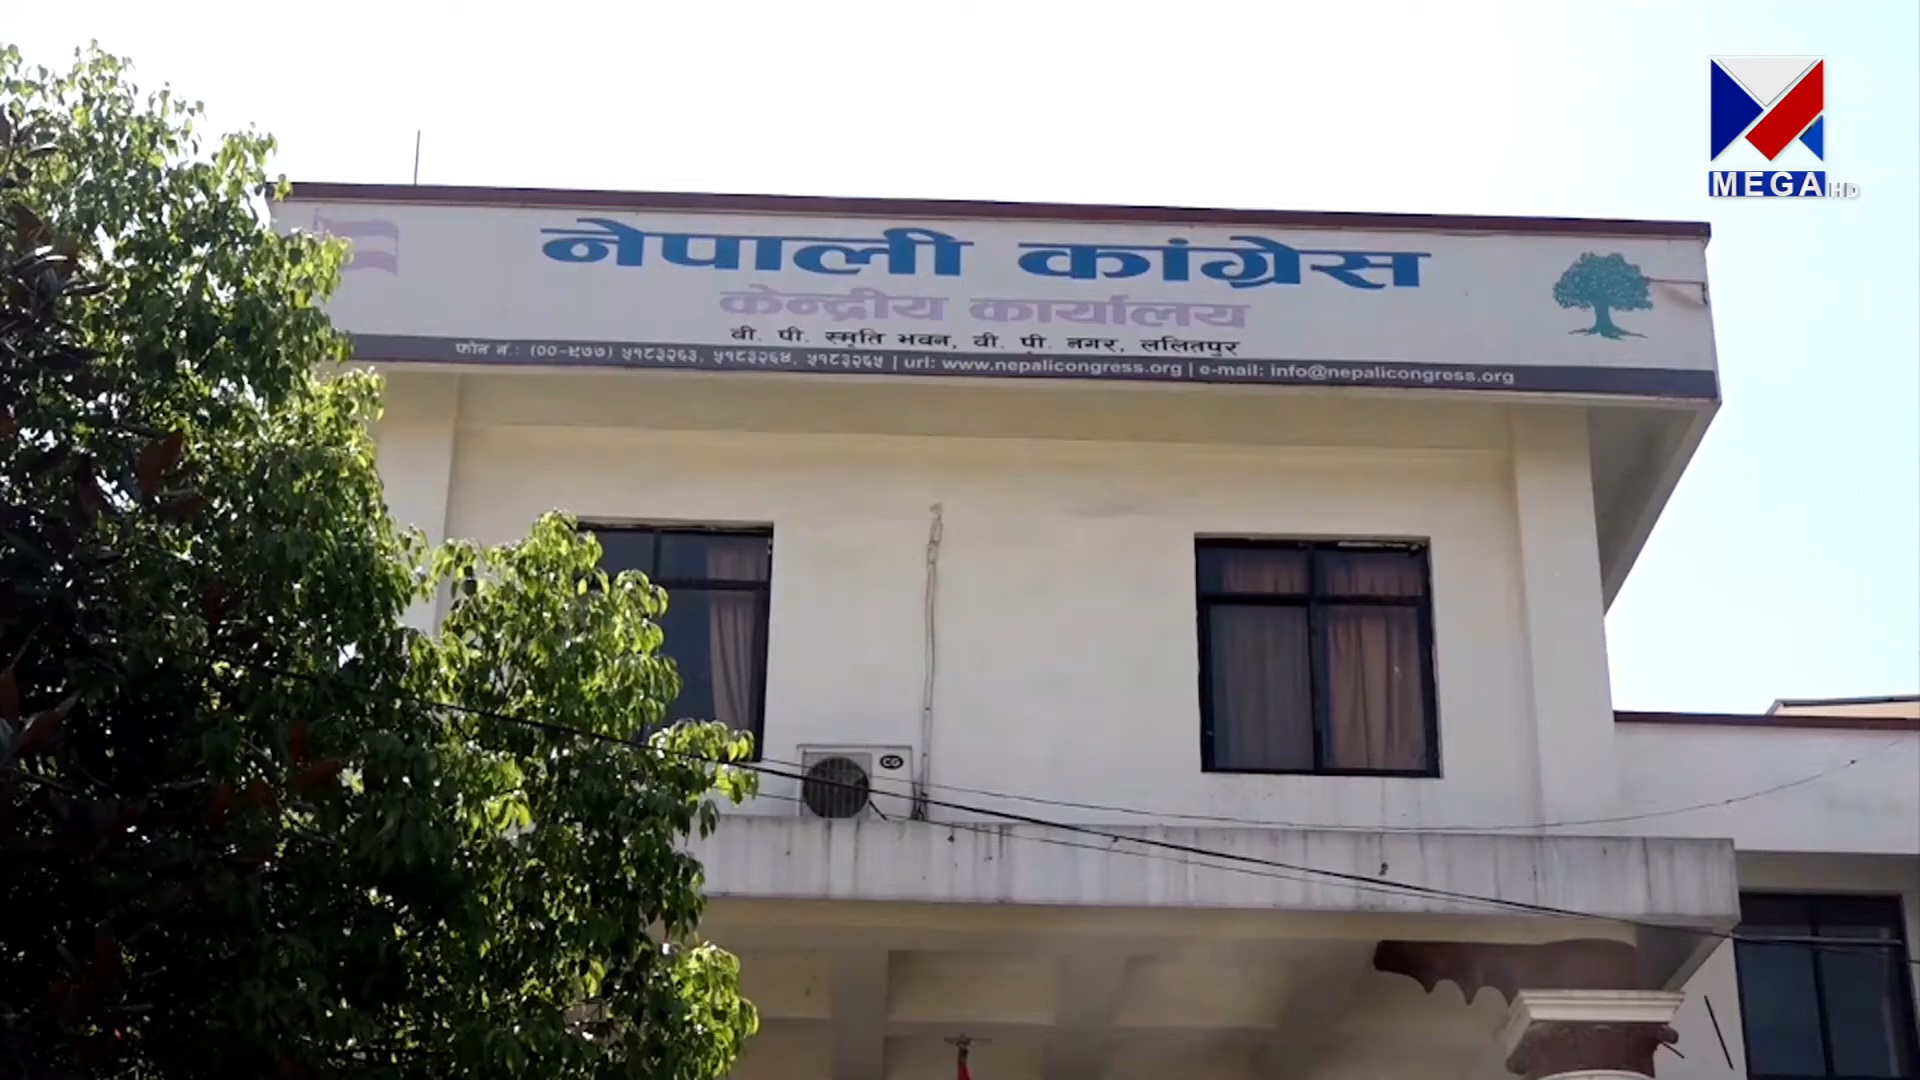 MEGA HD
नेपाली कांग्रेस
केन्द्रीय कार्यालय
वी. पी. स्मृति भवन, वी. पी. नगर, ललितपुर
फोन नं.: (००-९७७) ५१८३२६३, ५१८३२६४, ५१८३२६५ | url: www.nepalicongress.org | e-mail: info@nepalicongress.org
CG